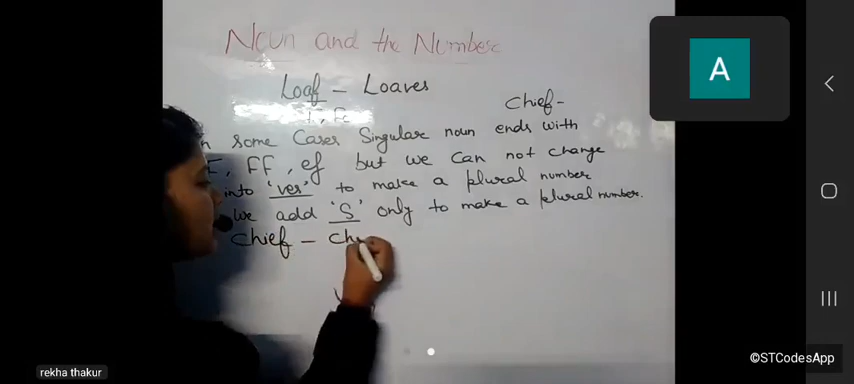 Noun and the Number
Loaf - Loaves
Chief-
F, Fe
some Cases Singular noun ends with
F, FF, ef but we can not change
into 'ves' to make a plural number
we add 'S' only to make a plural number.
Chief - Ch
A
rekha thakur
©STCodesApp